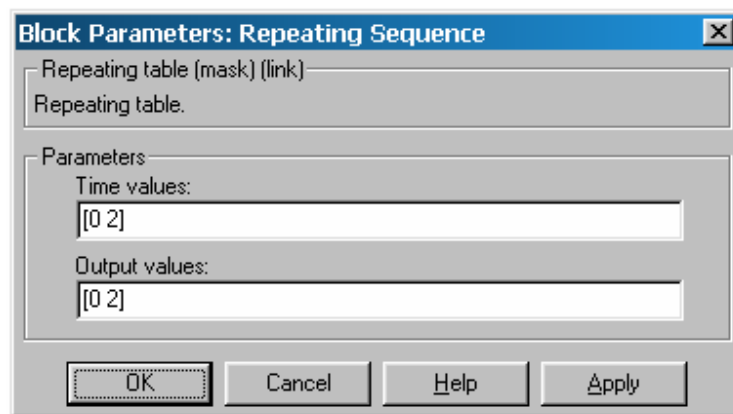 Block Parameters: Repeating Sequence
Repeating table (mask) (link)
Repeating table.
Parameters
Time values:
[0 2]
Output values:
[0 2]
OK Cancel Help Apply